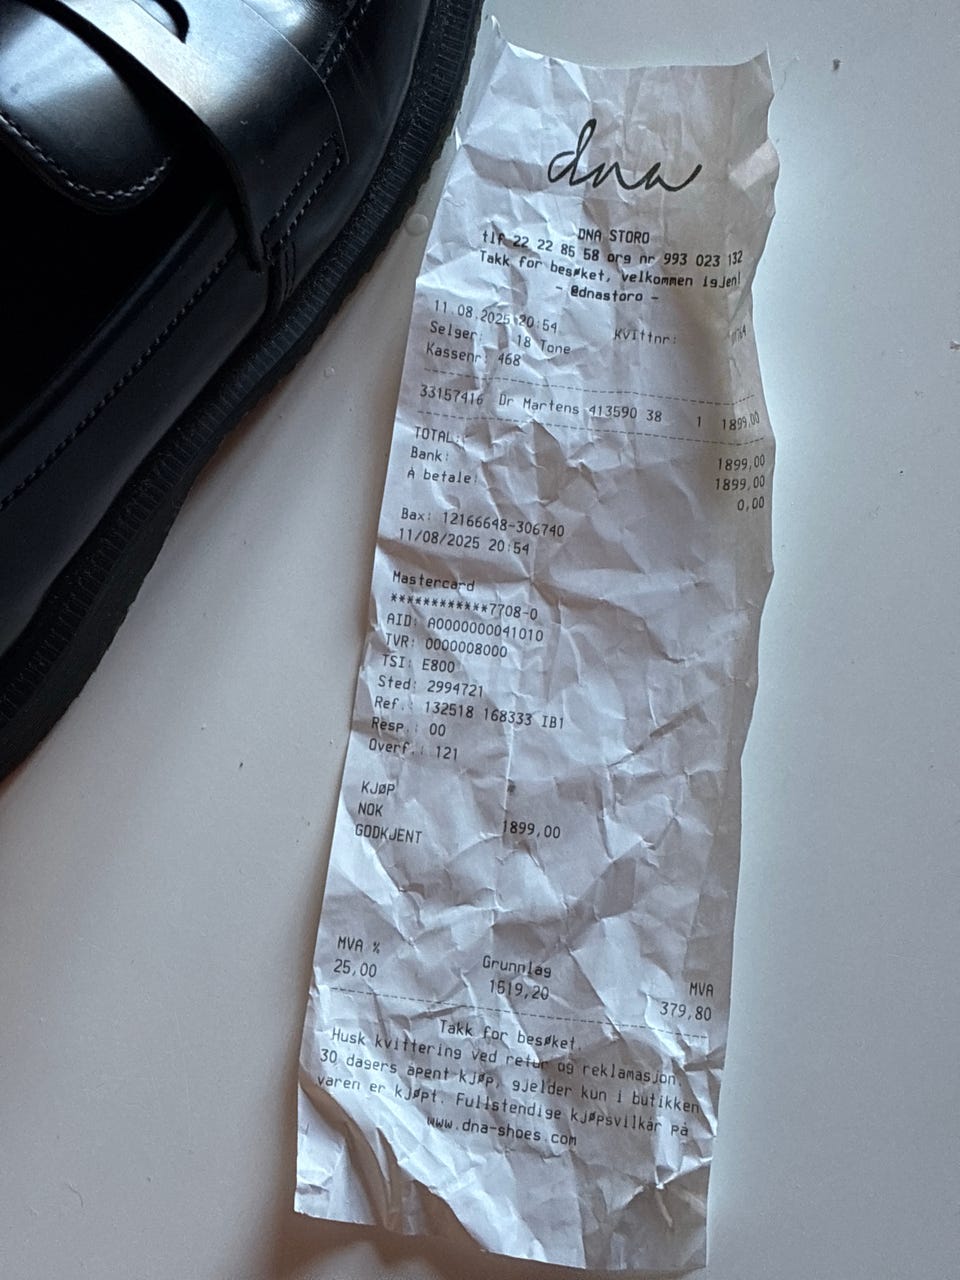 dna
DNA STORO
tlf 22 22 85 58 org nr 993 023 132
Takk for besøket, velkommen igjen!
- @dnastoro -
11.08.2025 20:54 Kvittnr:
Selger: 18 Tone
Kassenr: 468
33157416 Dr Martens 413590 38 1 1899,00
TOTAL: 1899,00
Bank: 1899,00
Å betale: 0,00
Bax: 12166648-306740
11/08/2025 20:54
Mastercard
************7708-0
AID: A0000000041010
TVR: 0000008000
TSI: E800
Sted: 2994721
Ref.: 132518 168333 IB1
Resp.: 00
Overf.: 121
KJØP
NOK 1899,00
GODKJENT
MVA % Grunnlag MVA
25,00 1519,20 379,80
Takk for besøket.
Husk kvittering ved retur og reklamasjon.
30 dagers åpent kjøp, gjelder kun i butikken
varen er kjøpt. Fullstendige kjøpsvilkår på
www.dna-shoes.com